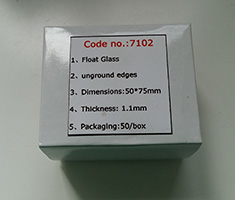 Code no.:7102
1、Float Glass
2、unground edges
3、Dimensions:50*75mm
4、Thickness: 1.1mm
5、Packaging:50/box